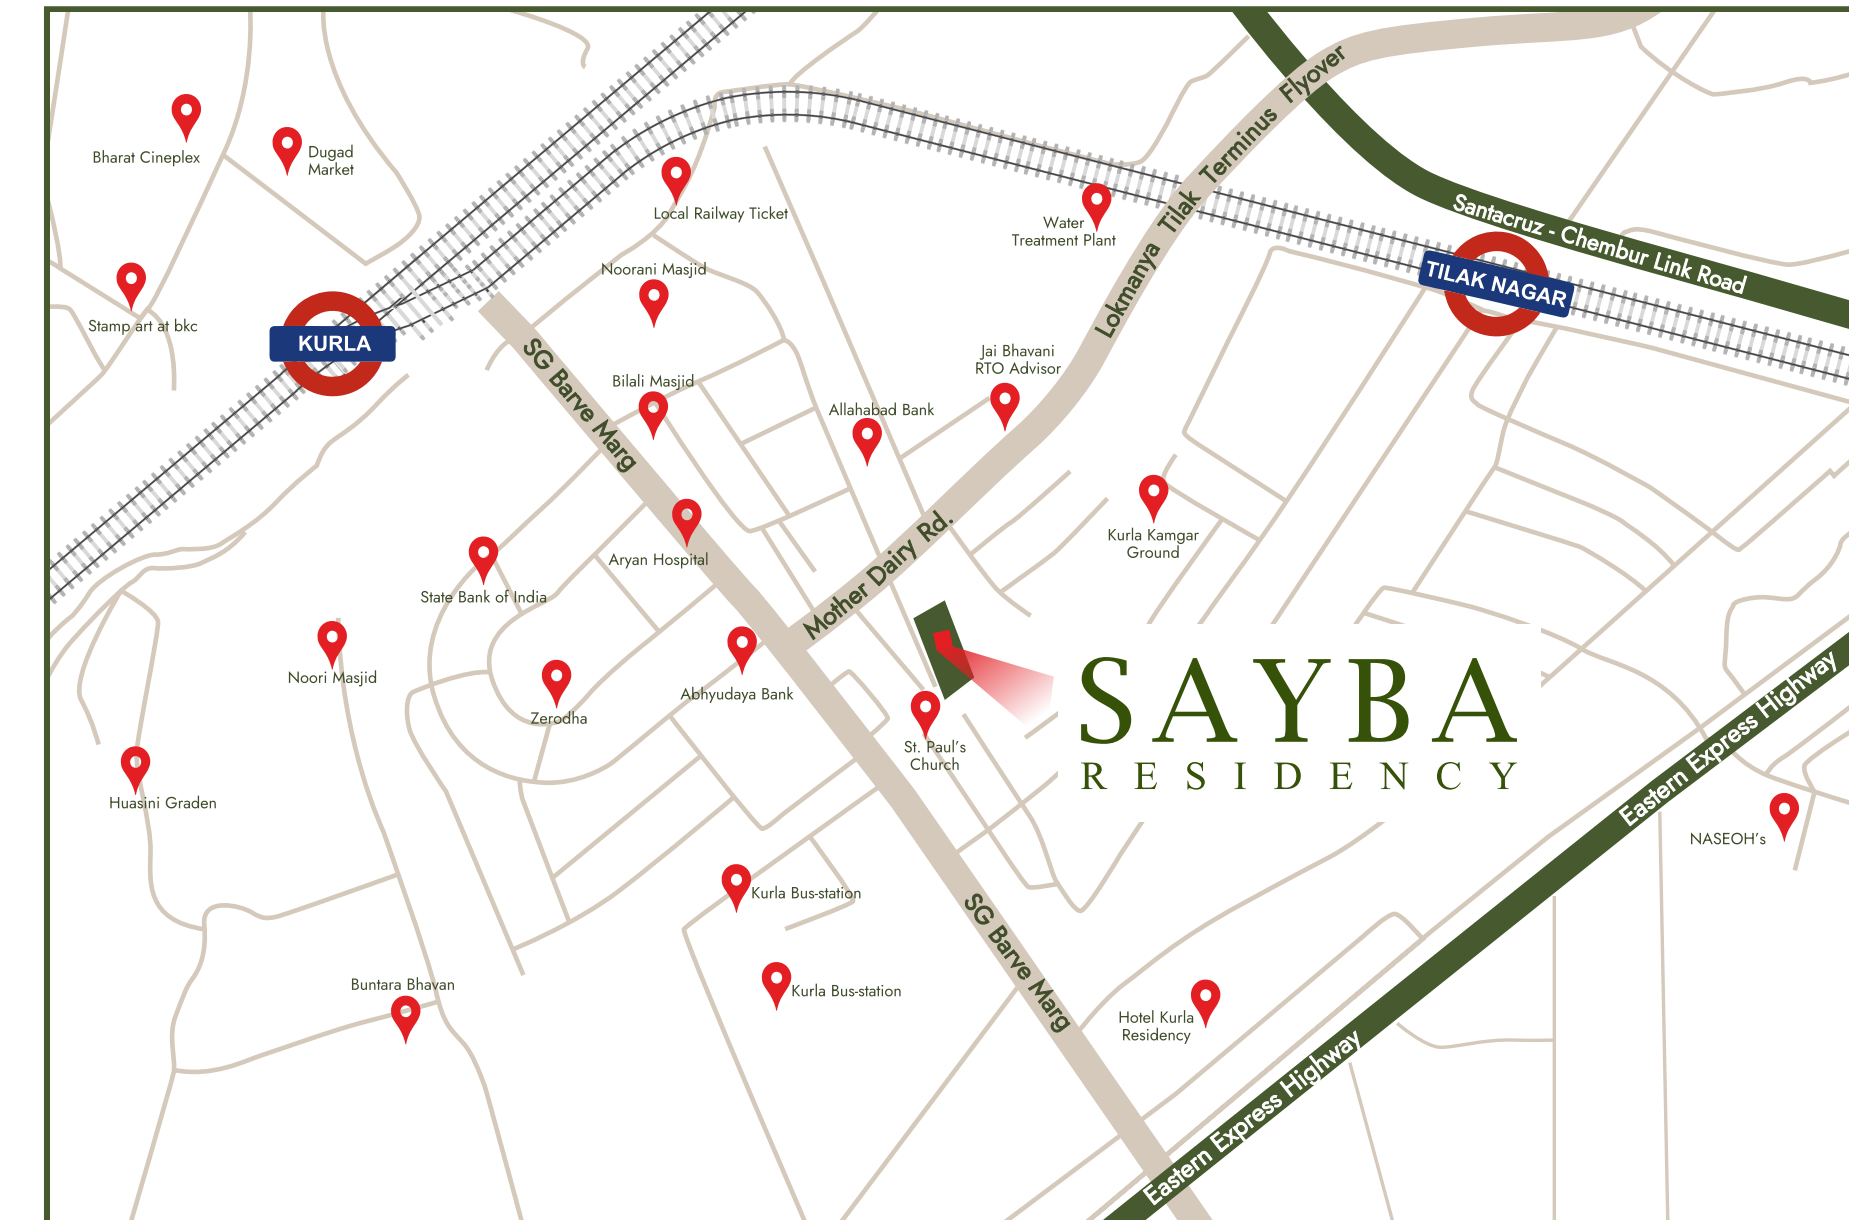 Bharat Cineplex
Dugad
Market
Local Railway Ticket
Lokmanya Tilak Terminus Flyover
Water
Treatment Plant
Santacruz - Chembur Link Road
TILAK NAGAR
Noorani Masjid
Stamp art at bkc
KURLA
SG Barve Marg
Jai Bhavani
RTO Advisor
Bilali Masjid
Allahabad Bank
Aryan Hospital
Mother Dairy Rd.
Kurla Kamgar
Ground
State Bank of India
Noori Masjid
Zerodha
Abhyudaya Bank
St. Paul's
Church
SAYBA
RESIDENCY
Eastern Express Highway
Huasini Graden
NASEOH's
Kurla Bus-station
SG Barve Marg
Buntara Bhavan
Kurla Bus-station
Hotel Kurla
Residency
Eastern Express Highway